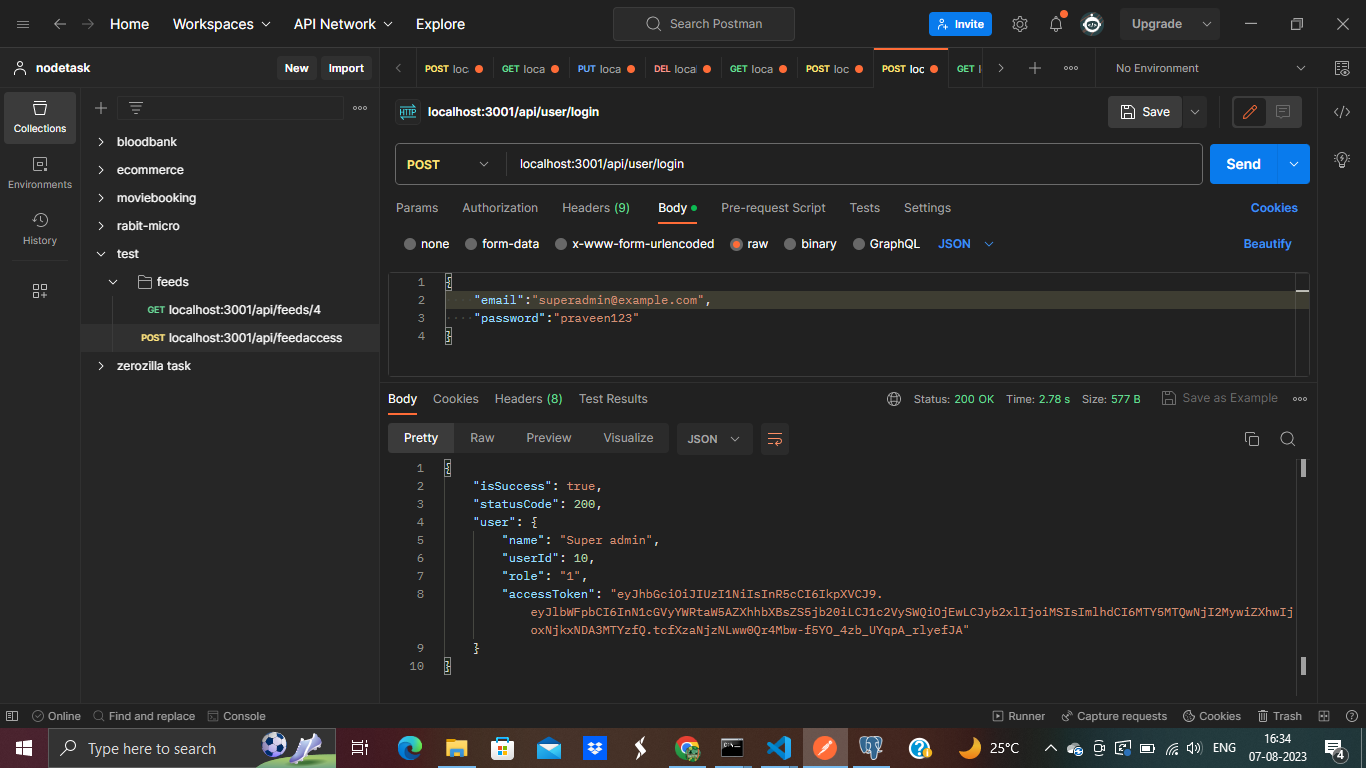 Home Workspaces API Network Explore Search Postman Invite Upgrade
nodetask New Import POST loc GET loca PUT loca DEL local GET loca POST loc POST loc GET l No Environment
Collections
Environments
History
bloodbank
ecommerce
moviebooking
rabit-micro
test
feeds
GET localhost:3001/api/feeds/4
POST localhost:3001/api/feedaccess
zerozilla task
HTTP localhost:3001/api/user/login Save
POST localhost:3001/api/user/login Send
Params Authorization Headers (9) Body Pre-request Script Tests Settings Cookies
none form-data x-www-form-urlencoded raw binary GraphQL JSON Beautify
1 {
2 "email":"superadmin@example.com",
3 "password":"praveen123"
4 }
Body Cookies Headers (8) Test Results Status: 200 OK Time: 2.78 s Size: 577 B Save as Example
Pretty Raw Preview Visualize JSON
1 {
2 "isSuccess": true,
3 "statusCode": 200,
4 "user": {
5 "name": "Super admin",
6 "userId": 10,
7 "role": "1",
8 "accessToken": "eyJhbGciOiJIUzI1NiIsInR5cCI6IkpXVCJ9.
eyJlbWFpbCI6InN1cGVyYWRtaW5AZXhhbXBsZS5jb20iLCJ1c2VySWQiOjEwLCJyb2xlIjoiMSIsImlhdCI6MTY5MTQwNjI2MywiZXhwIj
oxNjkxNDA3MTYzfQ.tcfXzaNjzNLww0Qr4Mbw-f5YO_4zb_UYqpA_rlyefJA"
9 }
10 }
Online Find and replace Console Runner Capture requests Cookies Trash
Type here to search 25°C ENG 16:34
07-08-2023 4